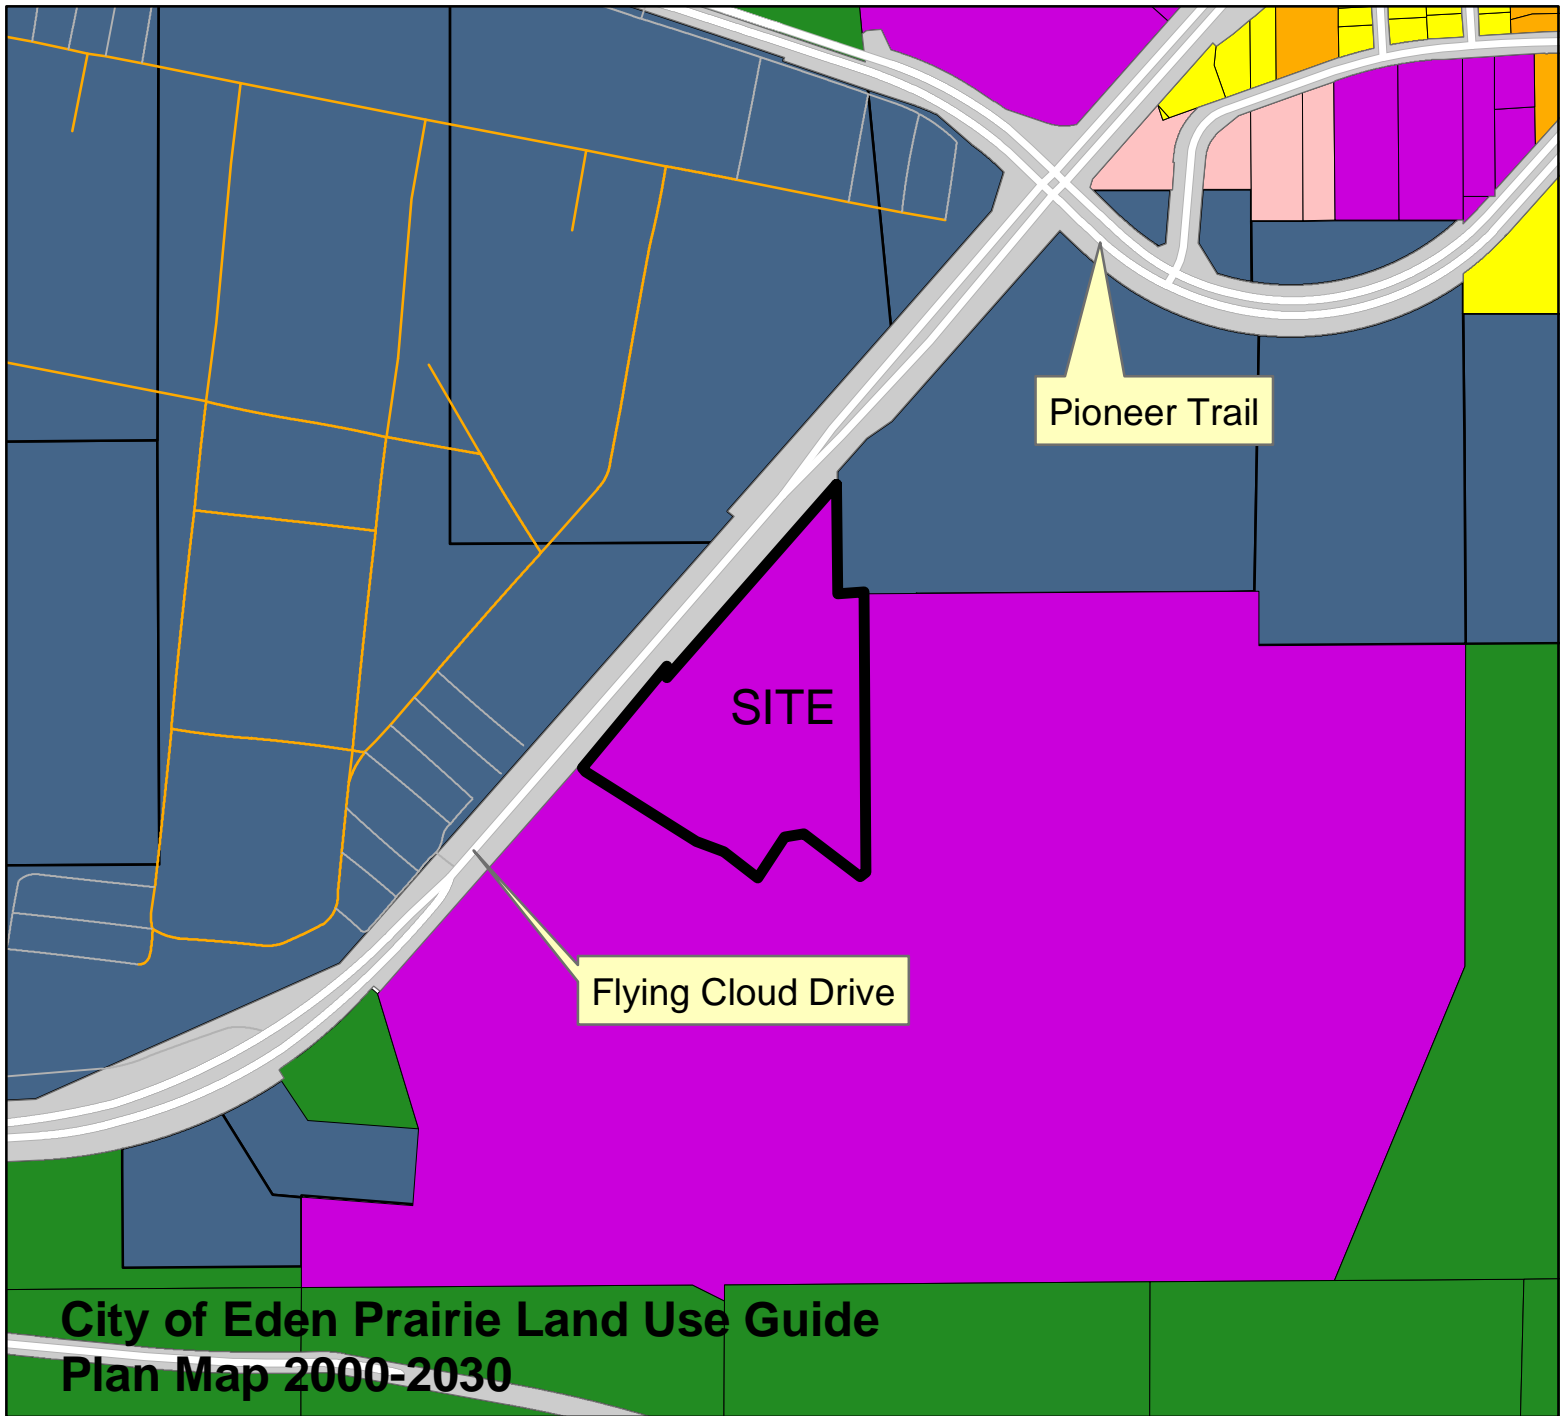 Pioneer Trail
SITE
Flying Cloud Drive
City of Eden Prairie Land Use Guide
Plan Map 2000-2030